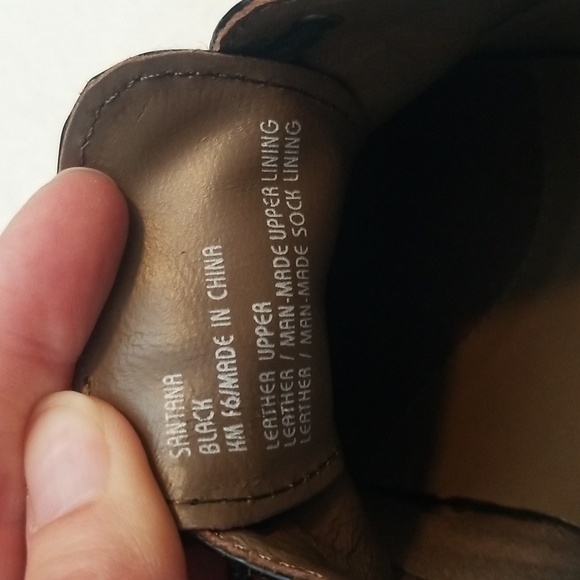 SANTANA
BLACK
KM F6/MADE IN CHINA
LEATHER UPPER
LEATHER / MAN-MADE UPPER LINING
LEATHER / MAN-MADE SOCK LINING